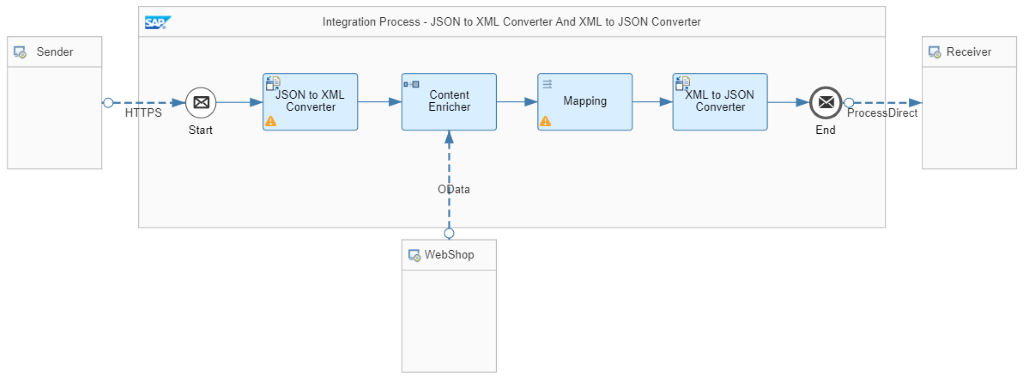 SAP
Integration Process - JSON to XML Converter And XML to JSON Converter
Sender
Receiver
HTTPS
Start
JSON to XML
Converter
Content
Enricher
Mapping
XML to JSON
Converter
End
ProcessDirect
OData
WebShop